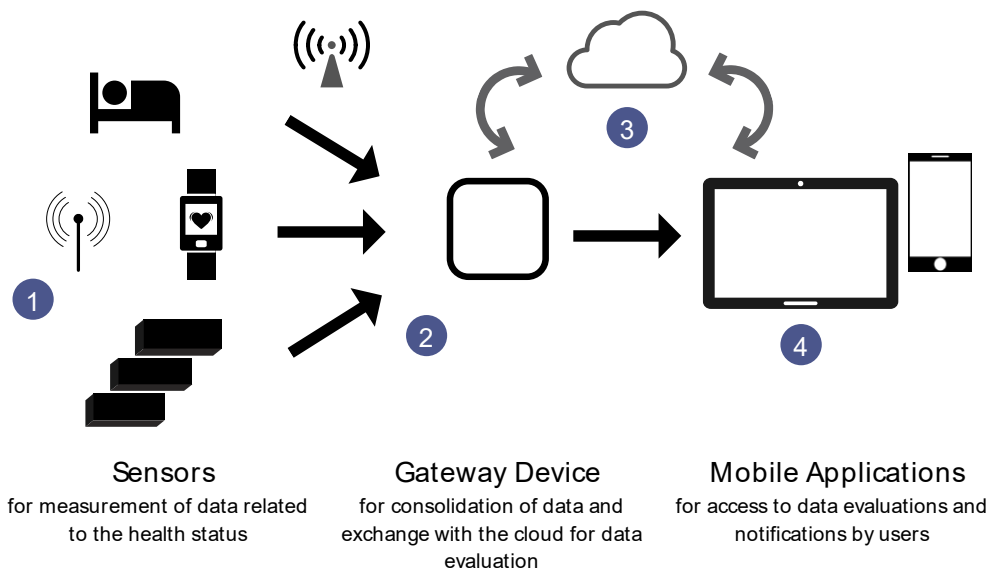 3
1
2
4
Sensors
for measurement of data related
to the health status
Gateway Device
for consolidation of data and
exchange with the cloud for data
evaluation
Mobile Applications
for access to data evaluations and
notifications by users